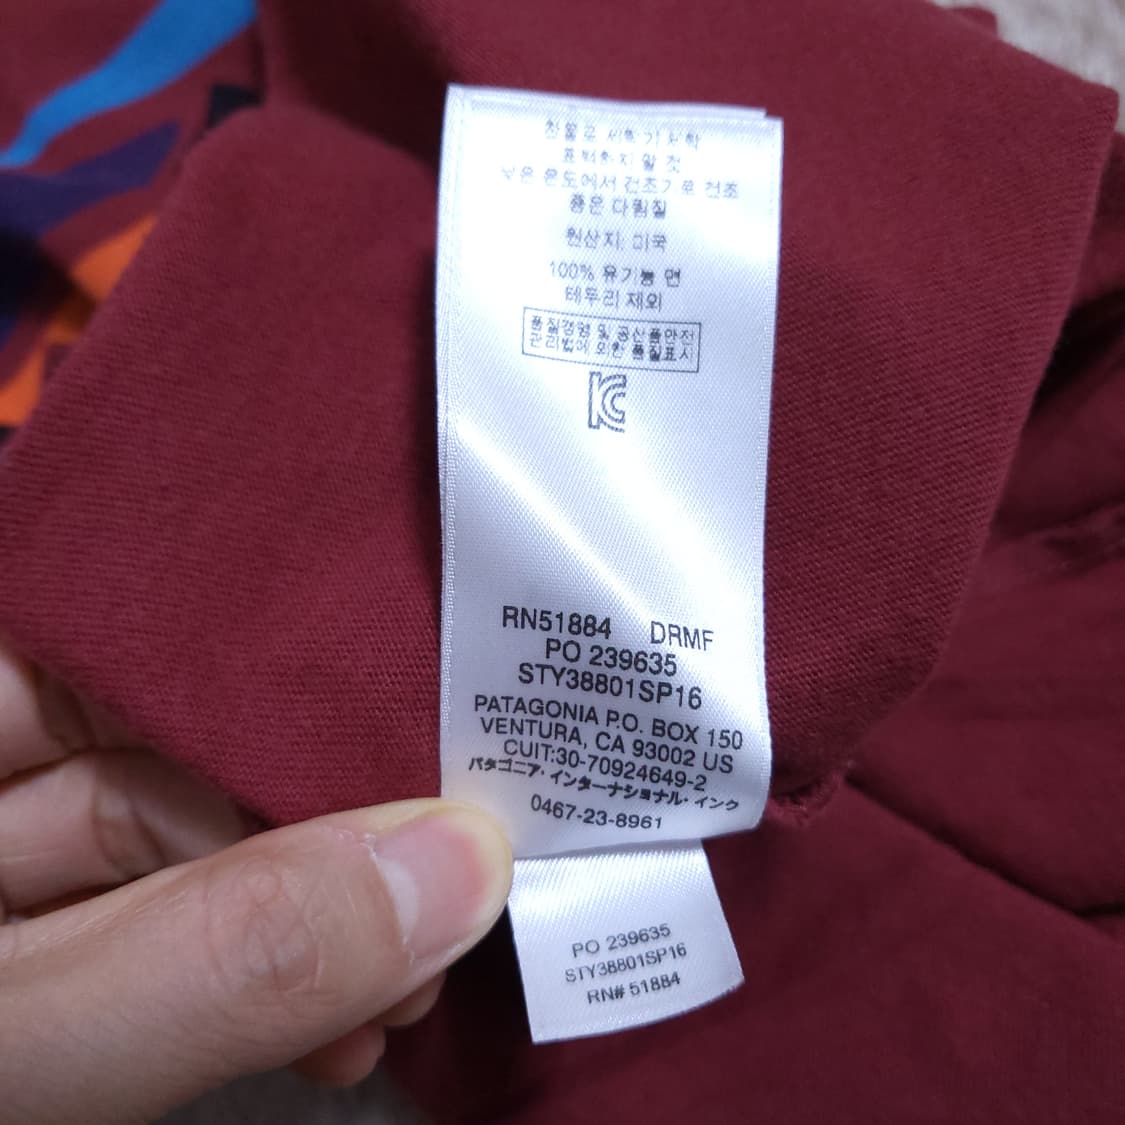 찬물로 세탁기 세탁
표백하지 말 것
낮은 온도에서 건조기로 건조
좋은 다림질
원산지: 미국
100% 유기농 면
테두리 제외
품질경영 및 공산품안전
관리법에 의한 품질표시
KC
RN51884 DRMF
PO 239635
STY38801SP16
PATAGONIA P.O. BOX 150
VENTURA, CA 93002 US
CUIT:30-70924649-2
パタゴニア・インターナショナル・インク
0467-23-8961
PO 239635
STY38801SP16
RN# 51884